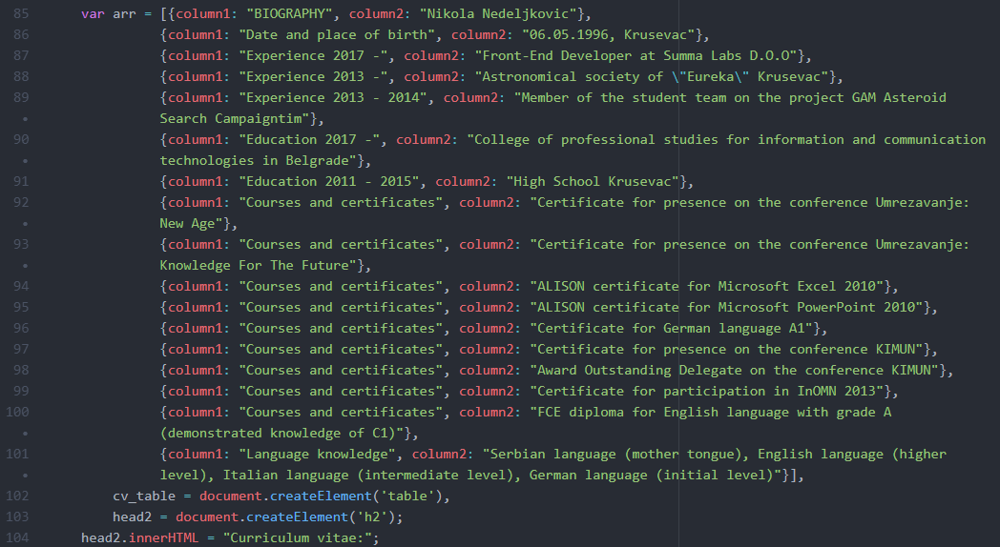 85 var arr = [{column1: "BIOGRAPHY", column2: "Nikola Nedeljkovic"},
86 {column1: "Date and place of birth", column2: "06.05.1996, Krusevac"},
87 {column1: "Experience 2017 -", column2: "Front-End Developer at Summa Labs D.O.O"},
88 {column1: "Experience 2013 -", column2: "Astronomical society of \"Eureka\" Krusevac"},
89 {column1: "Experience 2013 - 2014", column2: "Member of the student team on the project GAM Asteroid
• Search Campaigntim"},
90 {column1: "Education 2017 -", column2: "College of professional studies for information and communication
• technologies in Belgrade"},
91 {column1: "Education 2011 - 2015", column2: "High School Krusevac"},
92 {column1: "Courses and certificates", column2: "Certificate for presence on the conference Umrezavanje:
• New Age"},
93 {column1: "Courses and certificates", column2: "Certificate for presence on the conference Umrezavanje:
• Knowledge For The Future"},
94 {column1: "Courses and certificates", column2: "ALISON certificate for Microsoft Excel 2010"},
95 {column1: "Courses and certificates", column2: "ALISON certificate for Microsoft PowerPoint 2010"},
96 {column1: "Courses and certificates", column2: "Certificate for German language A1"},
97 {column1: "Courses and certificates", column2: "Certificate for presence on the conference KIMUN"},
98 {column1: "Courses and certificates", column2: "Award Outstanding Delegate on the conference KIMUN"},
99 {column1: "Courses and certificates", column2: "Certificate for participation in InOMN 2013"},
100 {column1: "Courses and certificates", column2: "FCE diploma for English language with grade A
• (demonstrated knowledge of C1)"},
101 {column1: "Language knowledge", column2: "Serbian language (mother tongue), English language (higher
• level), Italian language (intermediate level), German language (initial level)"}],
102 cv_table = document.createElement('table'),
103 head2 = document.createElement('h2');
104 head2.innerHTML = "Curriculum vitae:";